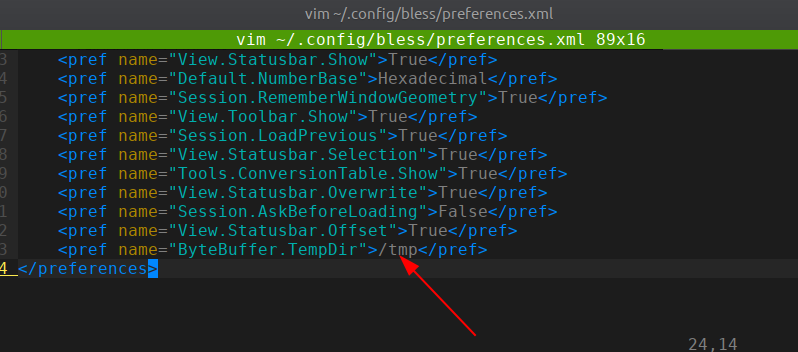 vim ~/.config/bless/preferences.xml
vim ~/.config/bless/preferences.xml 89x16
3 <pref name="View.Statusbar.Show">True</pref>
4 <pref name="Default.NumberBase">Hexadecimal</pref>
5 <pref name="Session.RememberWindowGeometry">True</pref>
6 <pref name="View.Toolbar.Show">True</pref>
7 <pref name="Session.LoadPrevious">True</pref>
8 <pref name="View.Statusbar.Selection">True</pref>
9 <pref name="Tools.ConversionTable.Show">True</pref>
0 <pref name="View.Statusbar.Overwrite">True</pref>
1 <pref name="Session.AskBeforeLoading">False</pref>
2 <pref name="View.Statusbar.Offset">True</pref>
3 <pref name="ByteBuffer.TempDir">/tmp</pref>
4 </preferences>
24,14